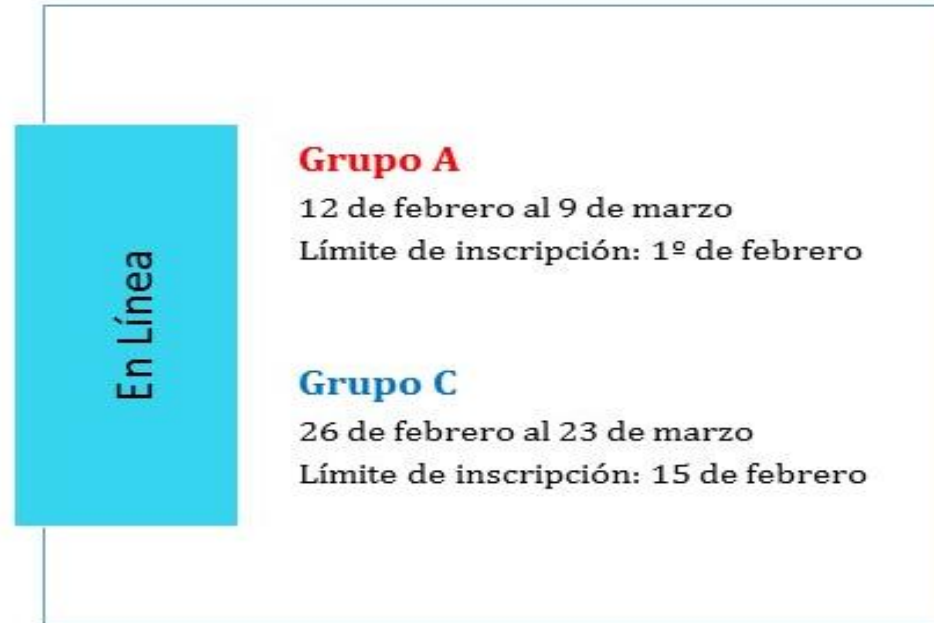 En Línea
Grupo A
12 de febrero al 9 de marzo
Límite de inscripción: 1º de febrero
Grupo C
26 de febrero al 23 de marzo
Límite de inscripción: 15 de febrero